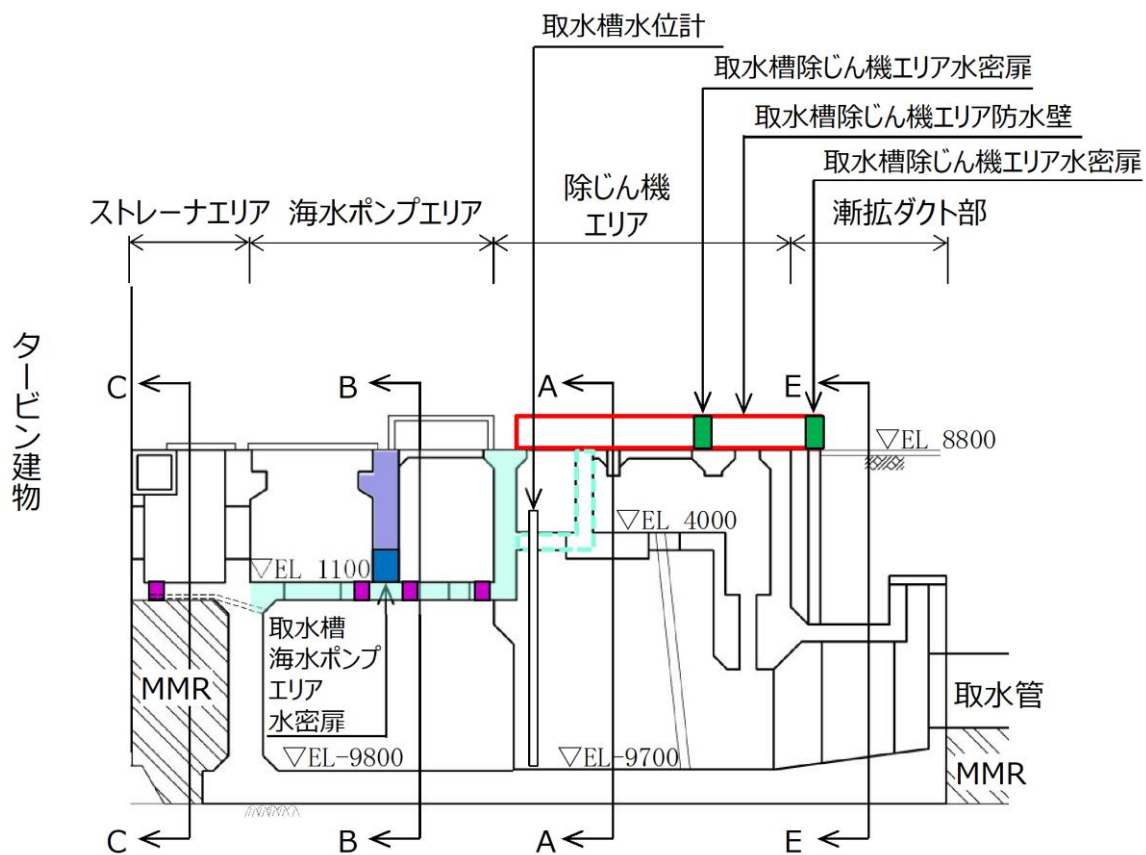 取水槽水位計
取水槽除じん機エリア水密扉
取水槽除じん機エリア防水壁
取水槽除じん機エリア水密扉
ストレーナエリア
海水ポンプエリア
除じん機
エリア
漸拡ダクト部
タービン建物
C
B
A
E
▽EL 8800
▽EL 4000
▽EL 1100
取水槽
海水ポンプ
エリア
水密扉
MMR
取水管
▽EL-9800
▽EL-9700
MMR
C
B
A
E